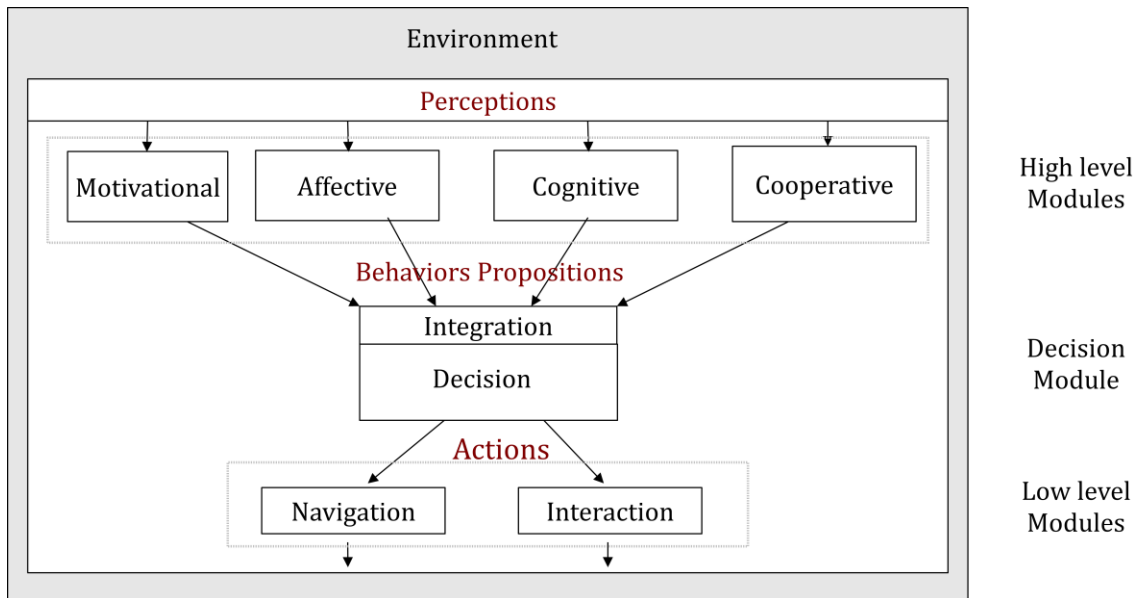 Environment
Perceptions
Motivational
Affective
Cognitive
Cooperative
High level
Modules
Behaviors Propositions
Integration
Decision
Decision
Module
Actions
Navigation
Interaction
Low level
Modules